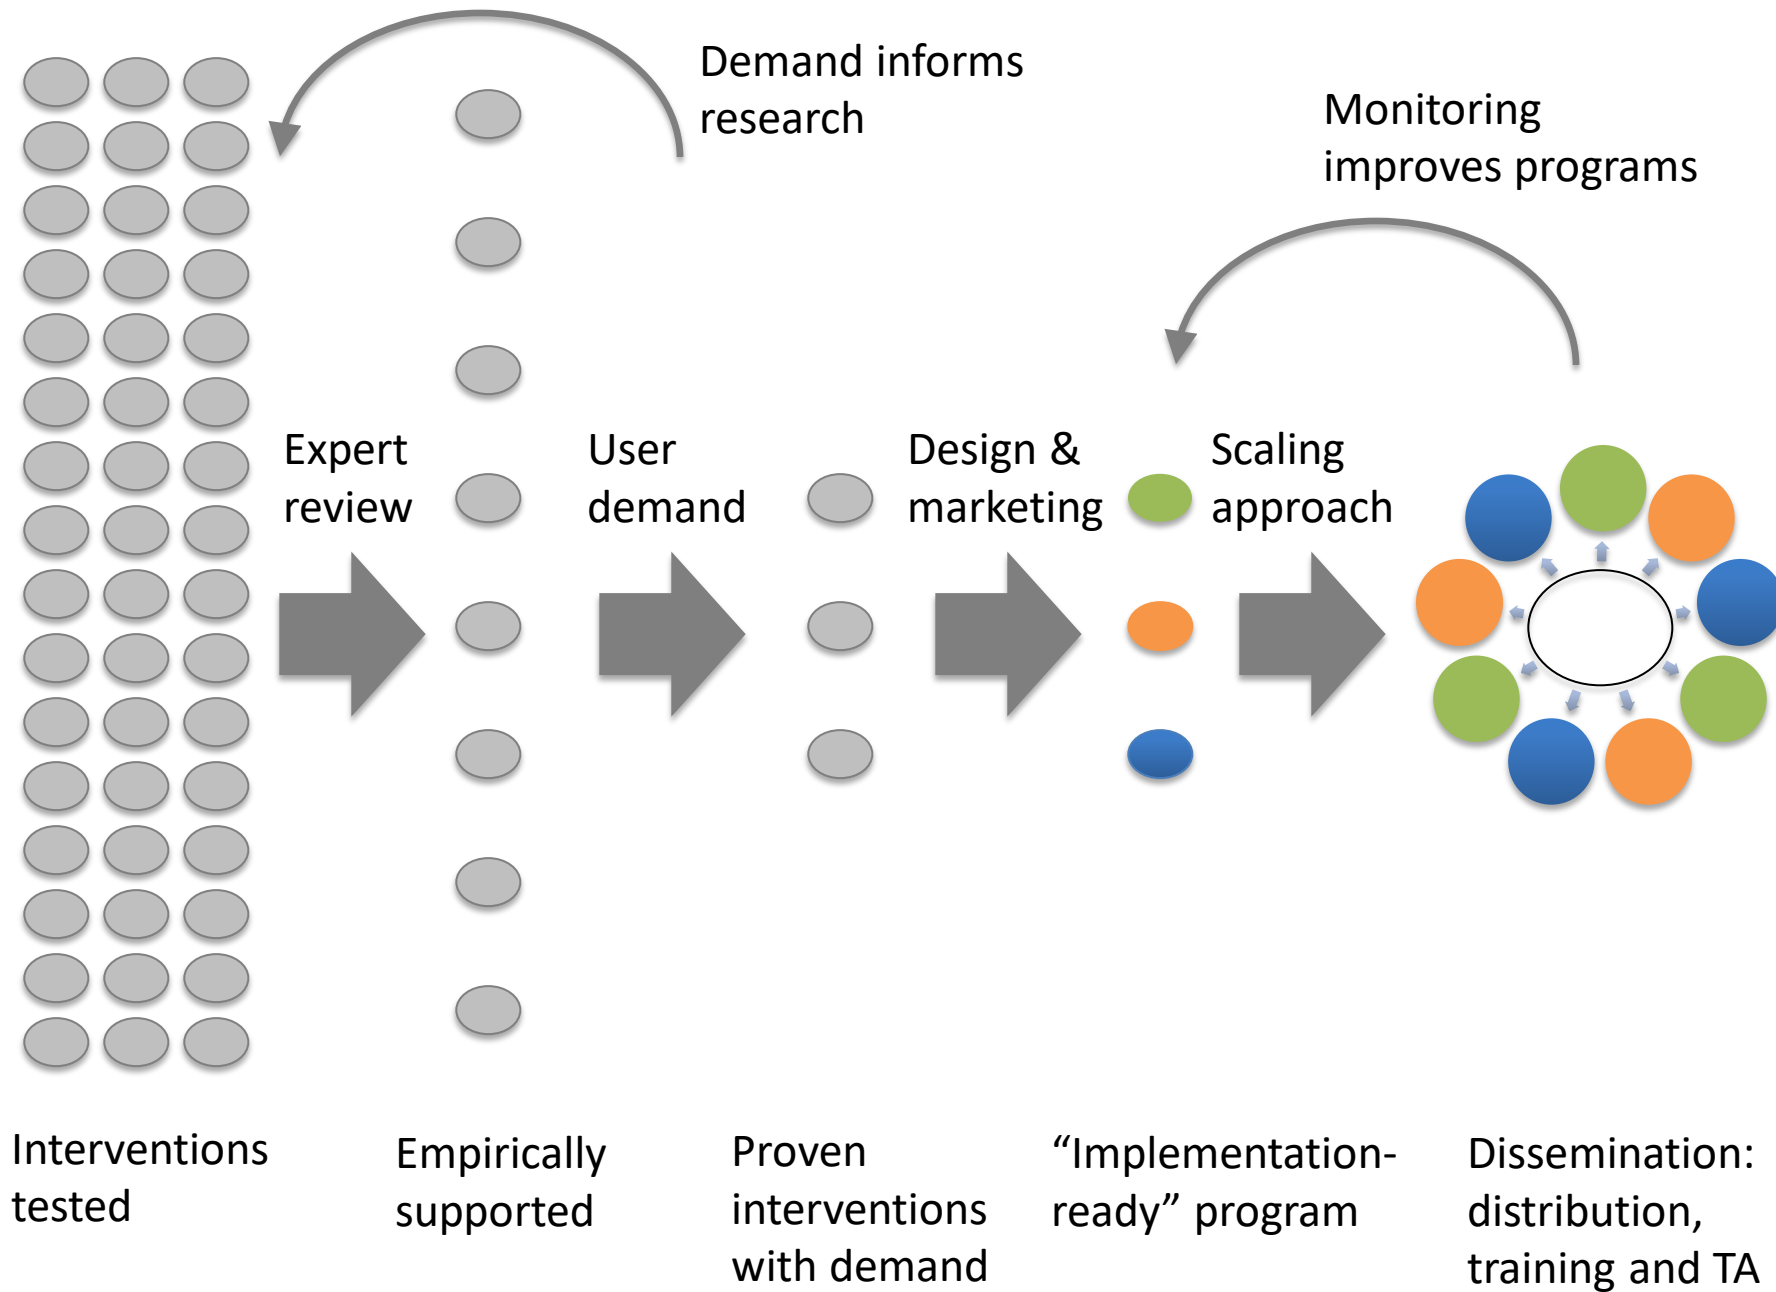 Demand informs
research
Monitoring
improves programs
Expert
review
User
demand
Design &
marketing
Scaling
approach
Interventions
tested
Empirically
supported
Proven
interventions
with demand
“Implementation-
ready” program
Dissemination:
distribution,
training and TA